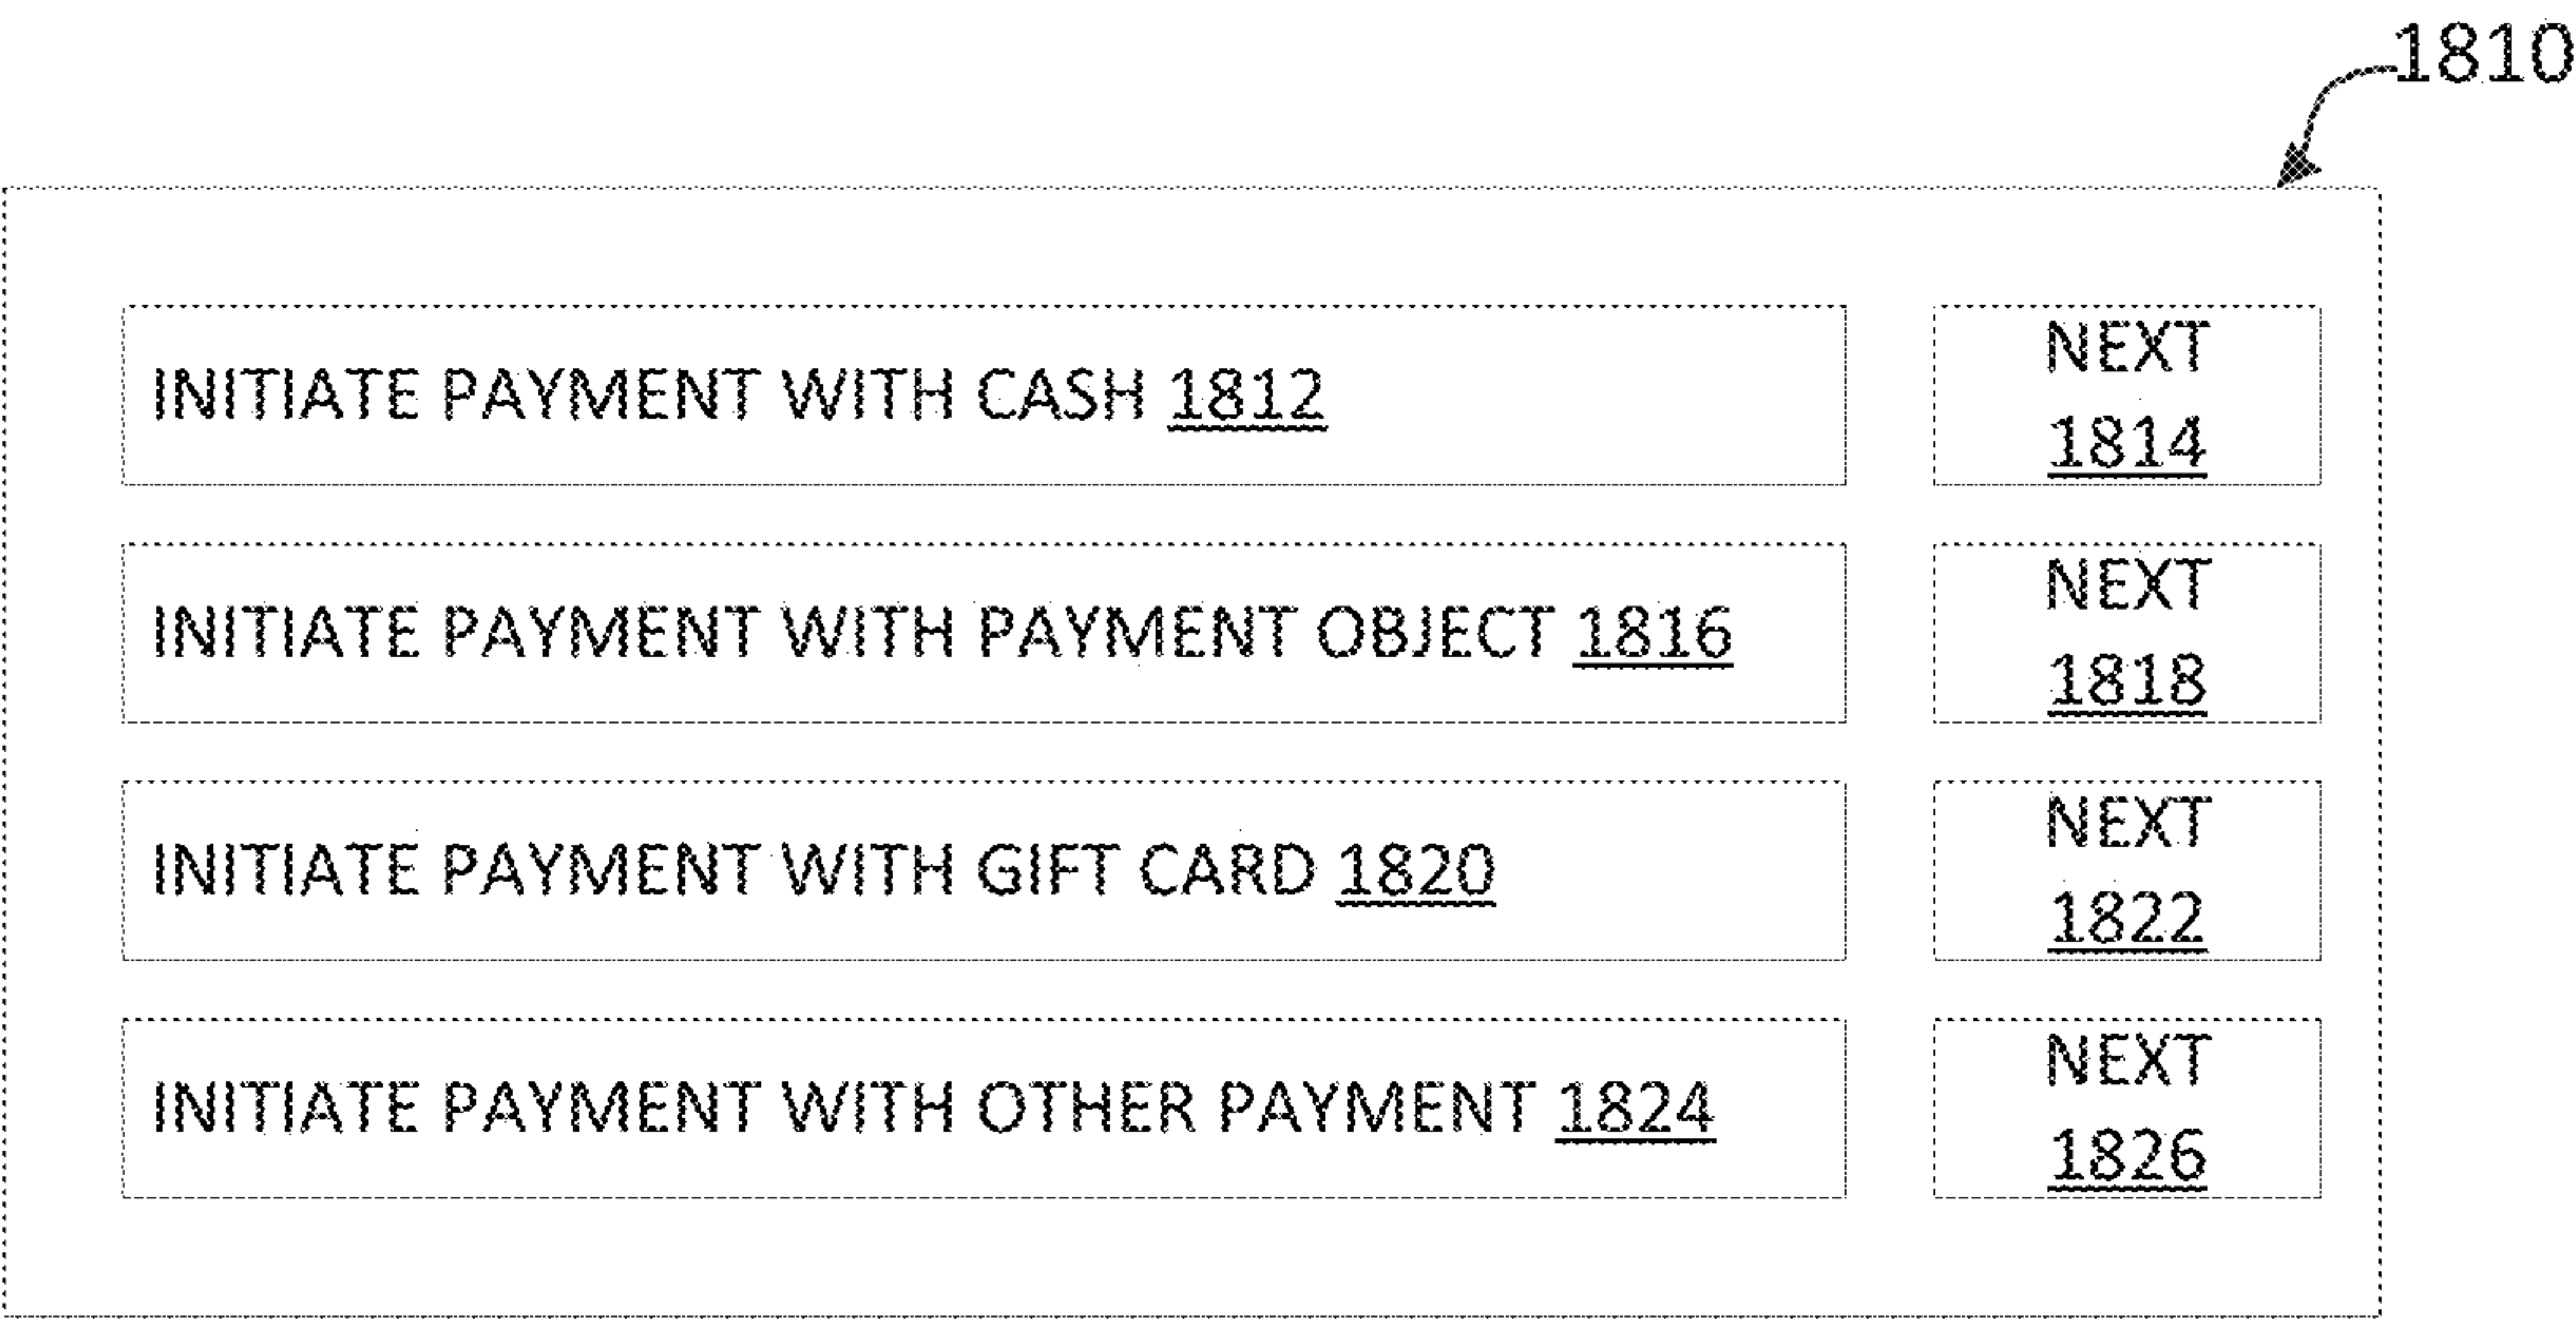 1810
INITIATE PAYMENT WITH CASH 1812
NEXT
1814
INITIATE PAYMENT WITH PAYMENT OBJECT 1816
NEXT
1818
INITIATE PAYMENT WITH GIFT CARD 1820
NEXT
1822
INITIATE PAYMENT WITH OTHER PAYMENT 1824
NEXT
1826